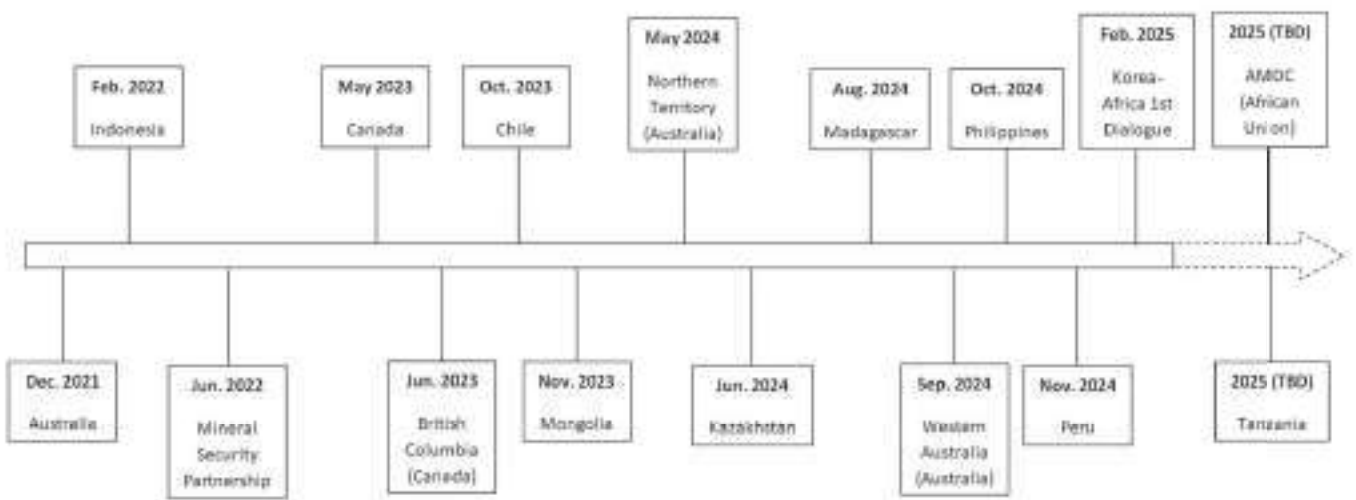 Feb. 2022
Indonesia
May 2023
Canada
Oct. 2023
Chile
May 2024
Northern
Territory
(Australia)
Aug. 2024
Madagascar
Oct. 2024
Philippines
Feb. 2025
Korea-
Africa 1st
Dialogue
2025 (TBD)
AMDC
(African
Union)
Dec. 2021
Australia
Jun. 2022
Mineral
Security
Partnership
Jun. 2023
British
Columbia
(Canada)
Nov. 2023
Mongolia
Jun. 2024
Kazakhstan
Sep. 2024
Western
Australia
(Australia)
Nov. 2024
Peru
2025 (TBD)
Tanzania